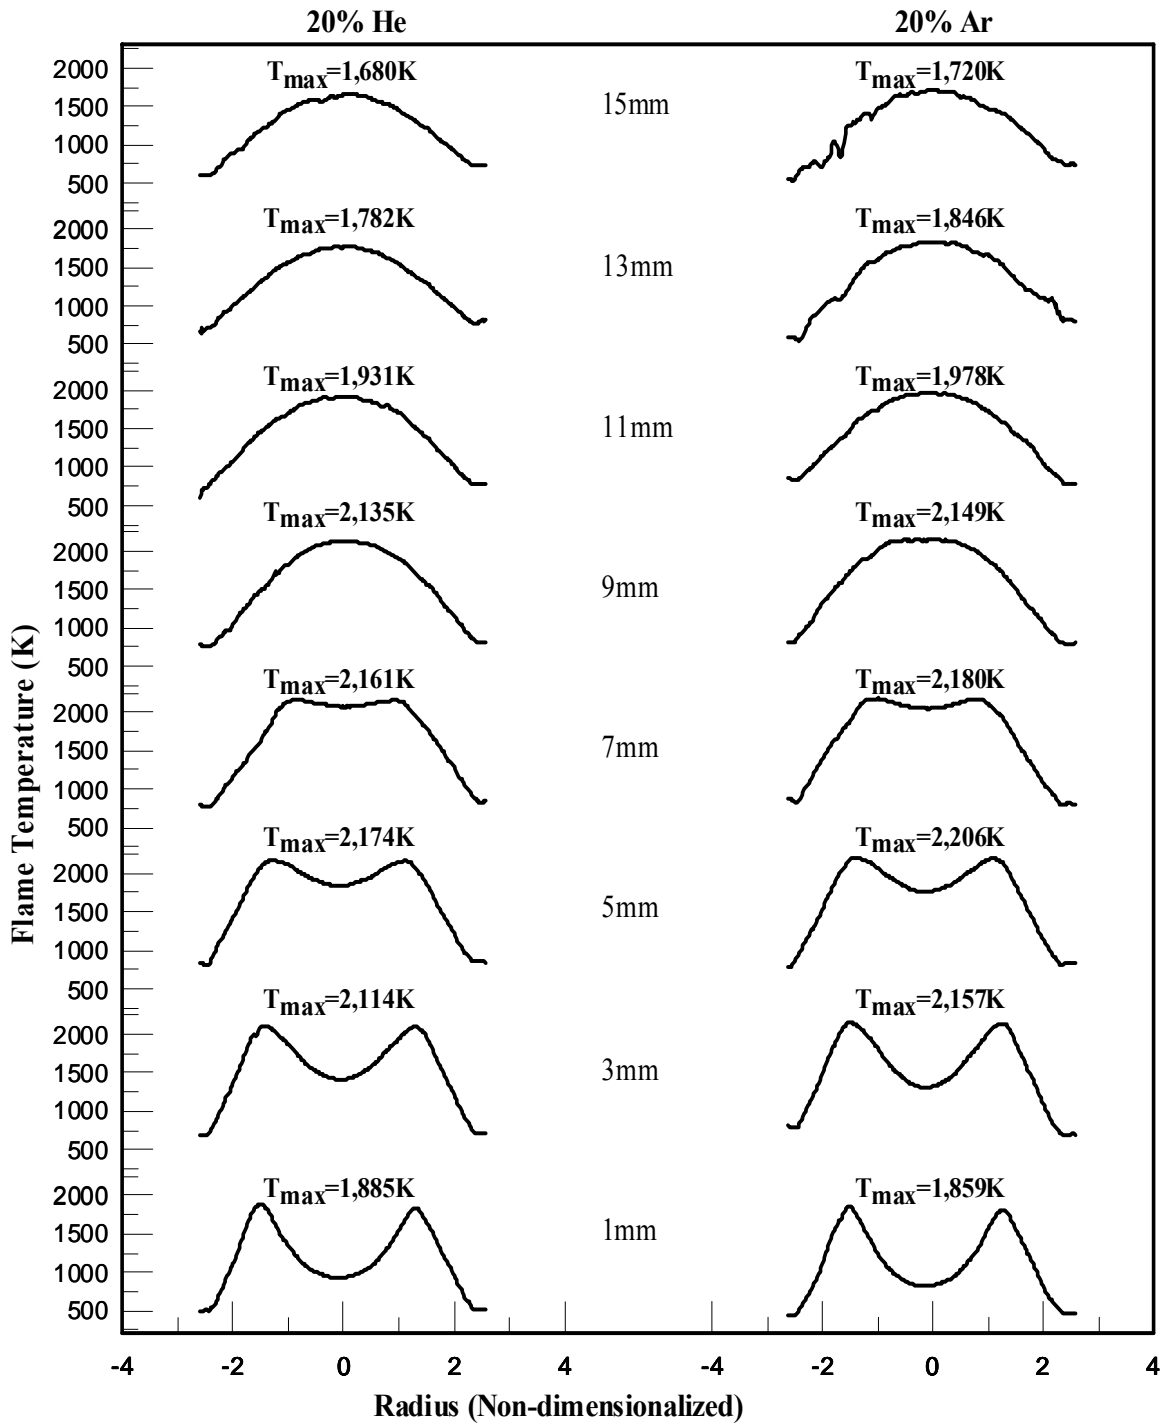 20% He 20% Ar
Tmax=1,680K Tmax=1,720K
2000
1500 15mm
1000
500
Tmax=1,782K Tmax=1,846K
2000
1500 13mm
1000
500
Tmax=1,931K Tmax=1,978K
2000
1500 11mm
1000
500
Tmax=2,135K Tmax=2,149K
2000
1500 9mm
1000
500
Tmax=2,161K Tmax=2,180K
2000
1500 7mm
1000
500
Tmax=2,174K Tmax=2,206K
2000
1500 5mm
1000
500
Tmax=2,114K Tmax=2,157K
2000
1500 3mm
1000
500
Tmax=1,885K Tmax=1,859K
2000
1500 1mm
1000
500
-4 -2 0 2 4 -4 -2 0 2 4
Radius (Non-dimensionalized)
Flame Temperature (K)